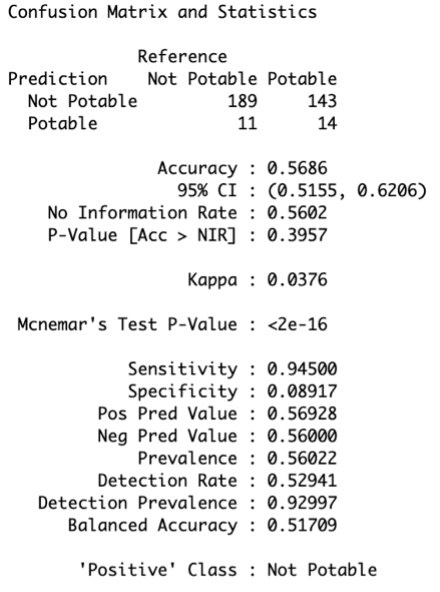 Confusion Matrix and Statistics
Reference
Prediction Not Potable Potable
Not Potable 189 143
Potable 11 14
Accuracy : 0.5686
95% CI : (0.5155, 0.6206)
No Information Rate : 0.5602
P-Value [Acc > NIR] : 0.3957
Kappa : 0.0376
Mcnemar's Test P-Value : <2e-16
Sensitivity : 0.94500
Specificity : 0.08917
Pos Pred Value : 0.56928
Neg Pred Value : 0.56000
Prevalence : 0.56022
Detection Rate : 0.52941
Detection Prevalence : 0.92997
Balanced Accuracy : 0.51709
'Positive' Class : Not Potable